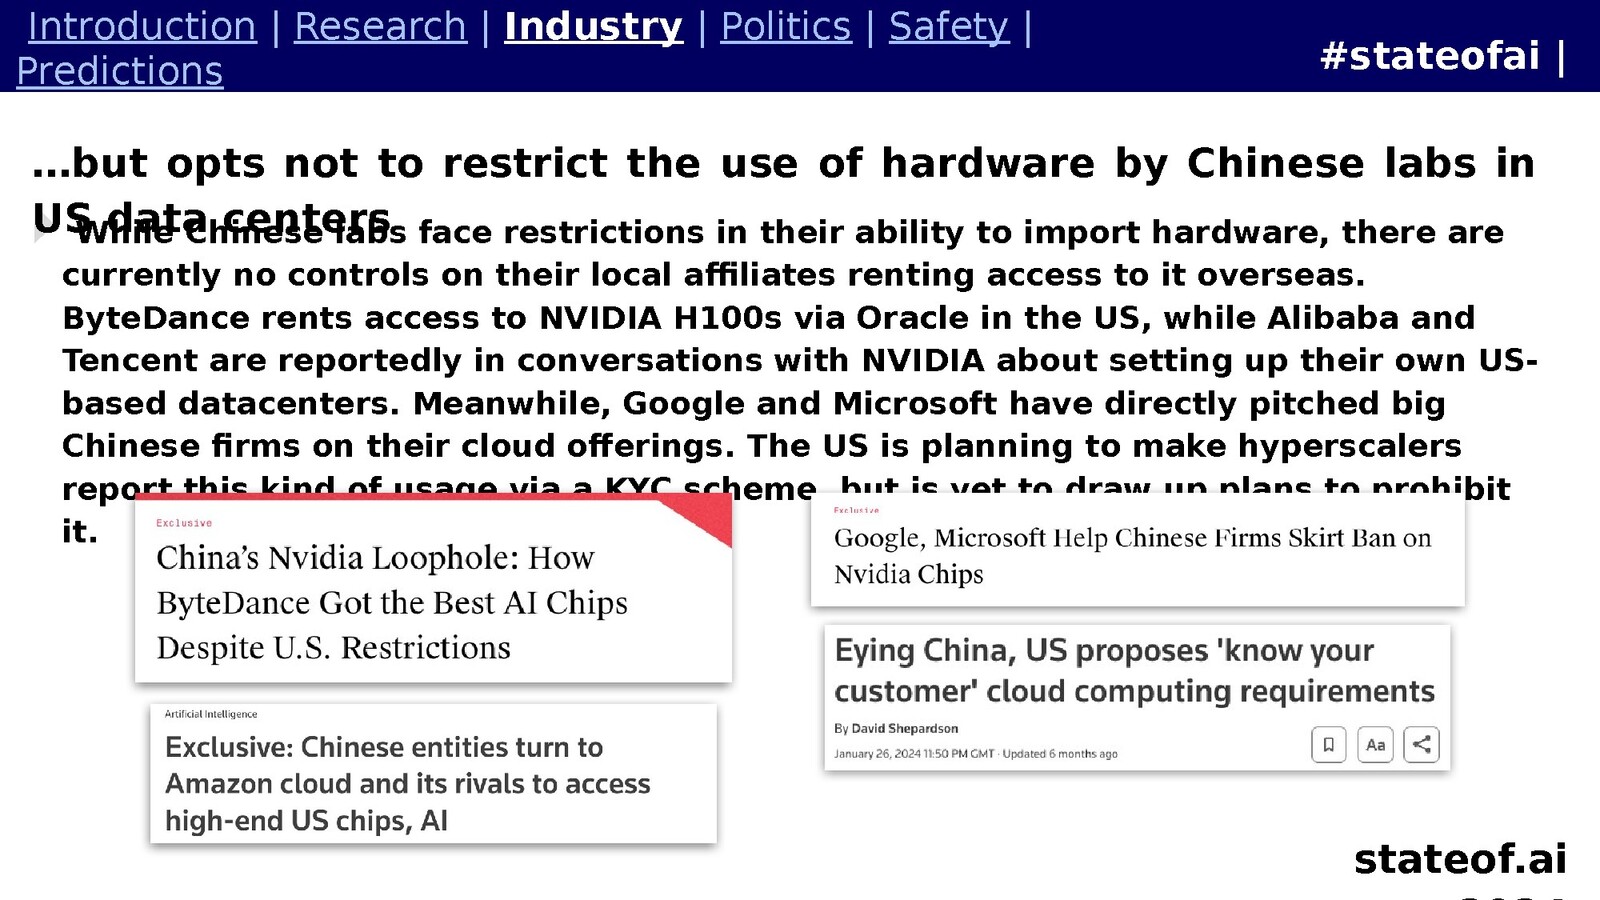 Introduction | Research | Industry | Politics | Safety |
Predictions
#stateofai |
…but opts not to restrict the use of hardware by Chinese labs in
US data centers
While Chinese labs face restrictions in their ability to import hardware, there are
currently no controls on their local affiliates renting access to it overseas.
ByteDance rents access to NVIDIA H100s via Oracle in the US, while Alibaba and
Tencent are reportedly in conversations with NVIDIA about setting up their own US-
based datacenters. Meanwhile, Google and Microsoft have directly pitched big
Chinese firms on their cloud offerings. The US is planning to make hyperscalers
report this kind of usage via a KYC scheme, but is yet to draw up plans to prohibit
it.
Exclusive
China's Nvidia Loophole: How
ByteDance Got the Best AI Chips
Despite U.S. Restrictions
Exclusive
Google, Microsoft Help Chinese Firms Skirt Ban on
Nvidia Chips
Eying China, US proposes 'know your
customer' cloud computing requirements
By David Shepardson
January 26, 2024 11:50 PM GMT · Updated 6 months ago
Aa
Artificial Intelligence
Exclusive: Chinese entities turn to
Amazon cloud and its rivals to access
high-end US chips, AI
stateof.ai